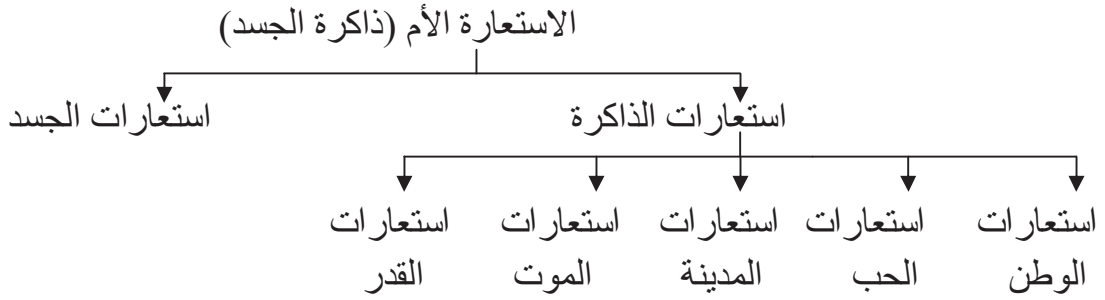 الاستعارة الأم (ذاكرة الجسد)
استعارات الذاكرة
استعارات الجسد
استعارات
الوطن
استعارات
الحب
استعارات
المدينة
استعارات
الموت
استعارات
القدر